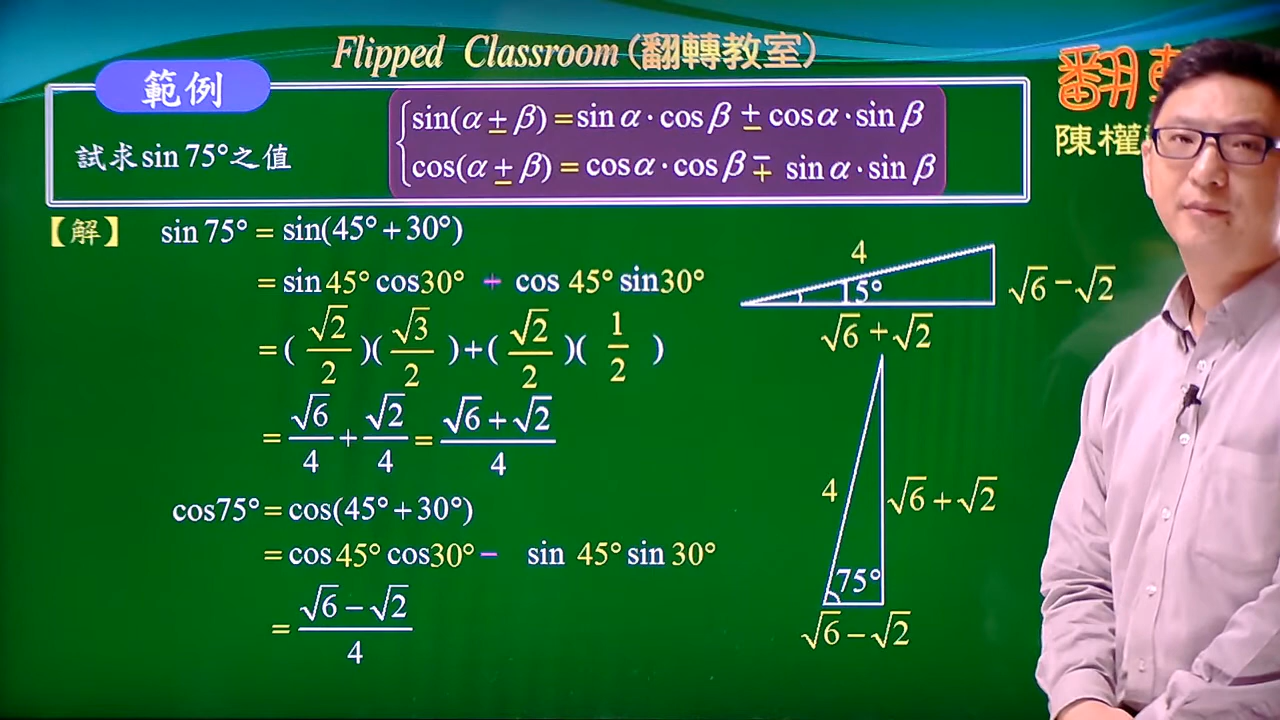 Flipped Classroom(翻轉教室)
範例
試求sin 75°之值
sin(α ± β) = sin α · cos β ± cos α · sin β
cos(α ± β) = cos α · cos β ∓ sin α · sin β
翻
陳權
【解】 sin 75° = sin(45° + 30°)
= sin 45° cos30° + cos 45° sin30°
= ( √2/2 )( √3/2 ) + ( √2/2 )( 1/2 )
= √6/4 + √2/4 = (√6 + √2)/4
cos75° = cos(45° + 30°)
= cos 45° cos30° − sin 45° sin 30°
= (√6 − √2)/4
4
15°
√6 − √2
√6 + √2
4
√6 + √2
75°
√6 − √2